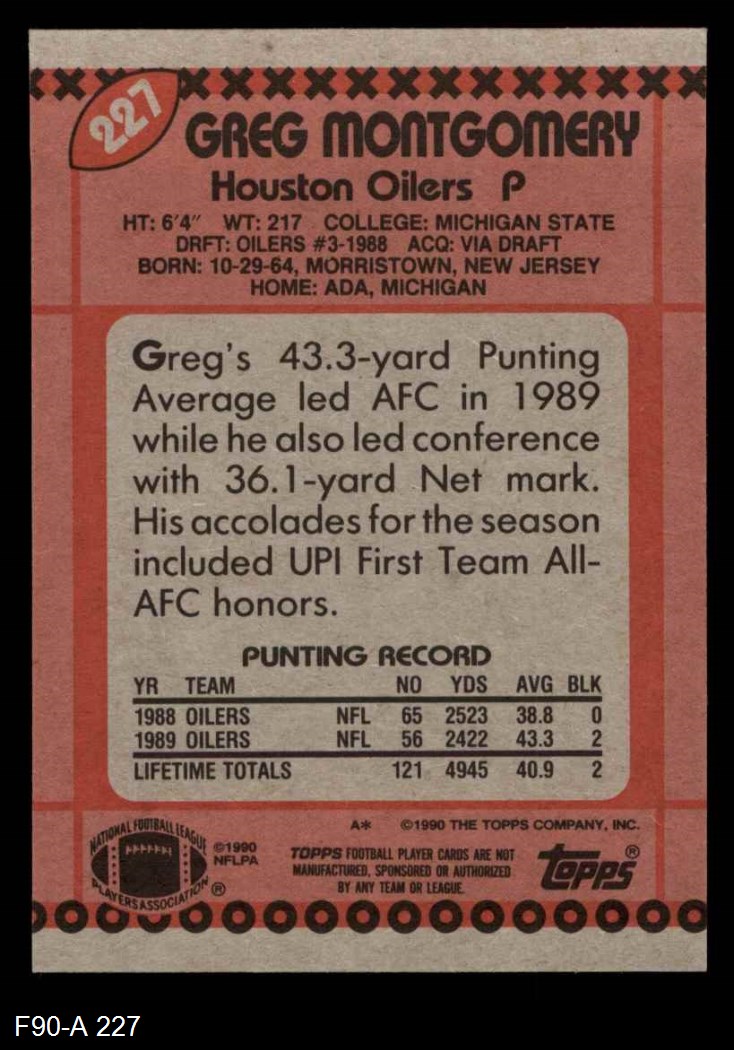 227
GREG MONTGOMERY
Houston Oilers P
HT: 6'4" WT: 217 COLLEGE: MICHIGAN STATE
DRFT: OILERS #3-1988 ACQ: VIA DRAFT
BORN: 10-29-64, MORRISTOWN, NEW JERSEY
HOME: ADA, MICHIGAN
Greg's 43.3-yard Punting
Average led AFC in 1989
while he also led conference
with 36.1-yard Net mark.
His accolades for the season
included UPI First Team All-
AFC honors.
PUNTING RECORD
YR TEAM NO YDS AVG BLK
1988 OILERS NFL 65 2523 38.8 0
1989 OILERS NFL 56 2422 43.3 2
LIFETIME TOTALS 121 4945 40.9 2
A* ©1990 THE TOPPS COMPANY, INC.
NATIONAL FOOTBALL LEAGUE
PLAYERS ASSOCIATION ®
©1990
NFLPA
TOPPS FOOTBALL PLAYER CARDS ARE NOT
MANUFACTURED, SPONSORED OR AUTHORIZED
BY ANY TEAM OR LEAGUE.
topps®
F90-A 227